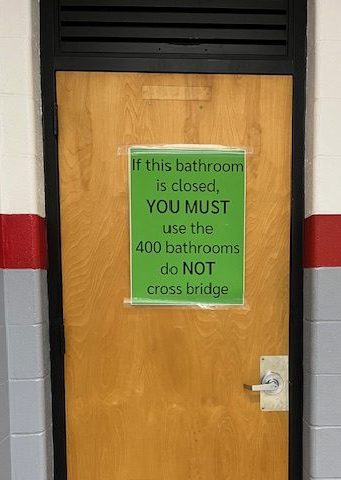 If this bathroom
is closed,
YOU MUST
use the
400 bathrooms
do NOT
cross bridge